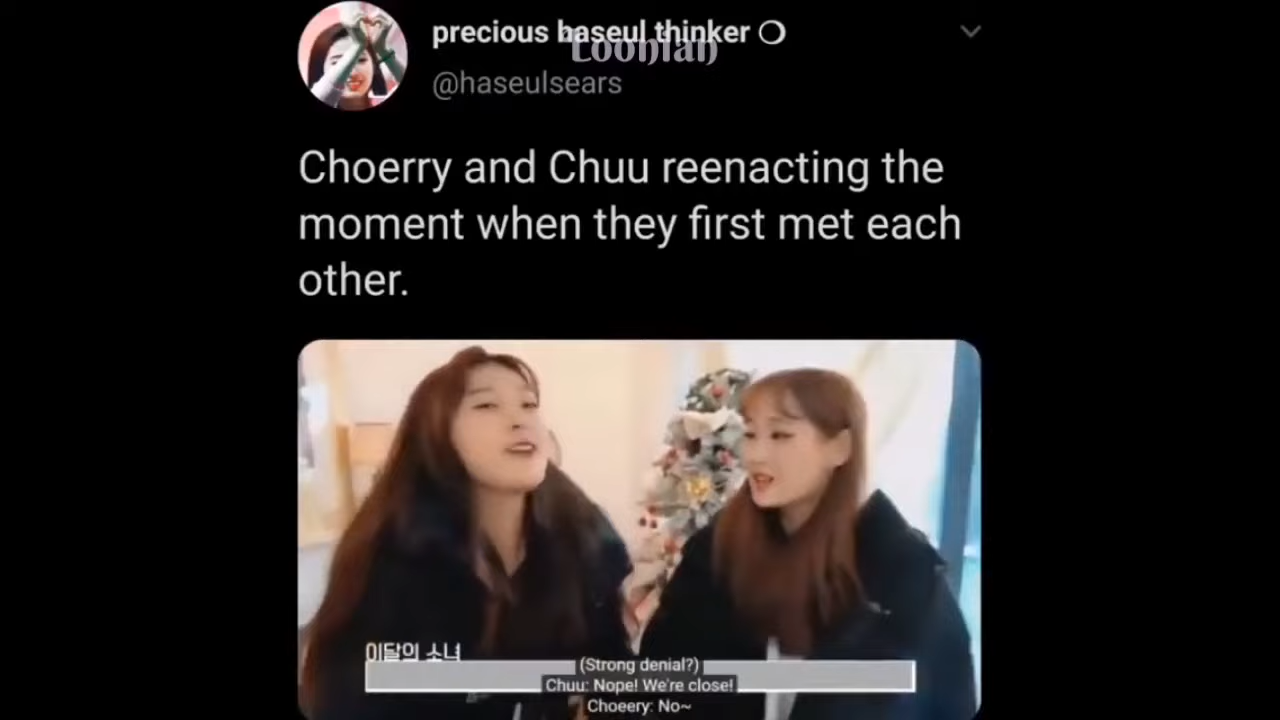 precious haseul thinker
Loonian
@haseulsears
Choerry and Chuu reenacting the
moment when they first met each
other.
이달의 소녀
(Strong denial?)
Chuu: Nope! We're close!
Choeery: No~